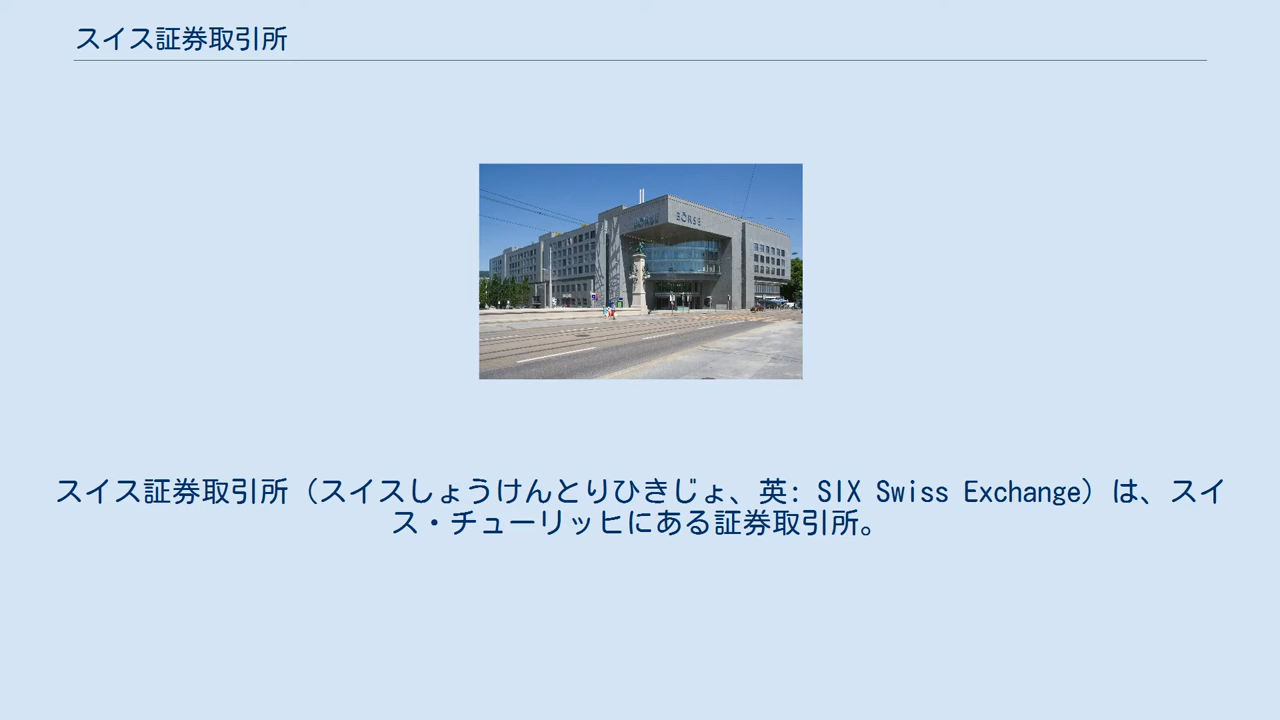 スイス証券取引所
BÖRSE
BÖRSE
スイス証券取引所（スイスしょうけんとりひきじょ、英: SIX Swiss Exchange）は、スイ
ス・チューリッヒにある証券取引所。